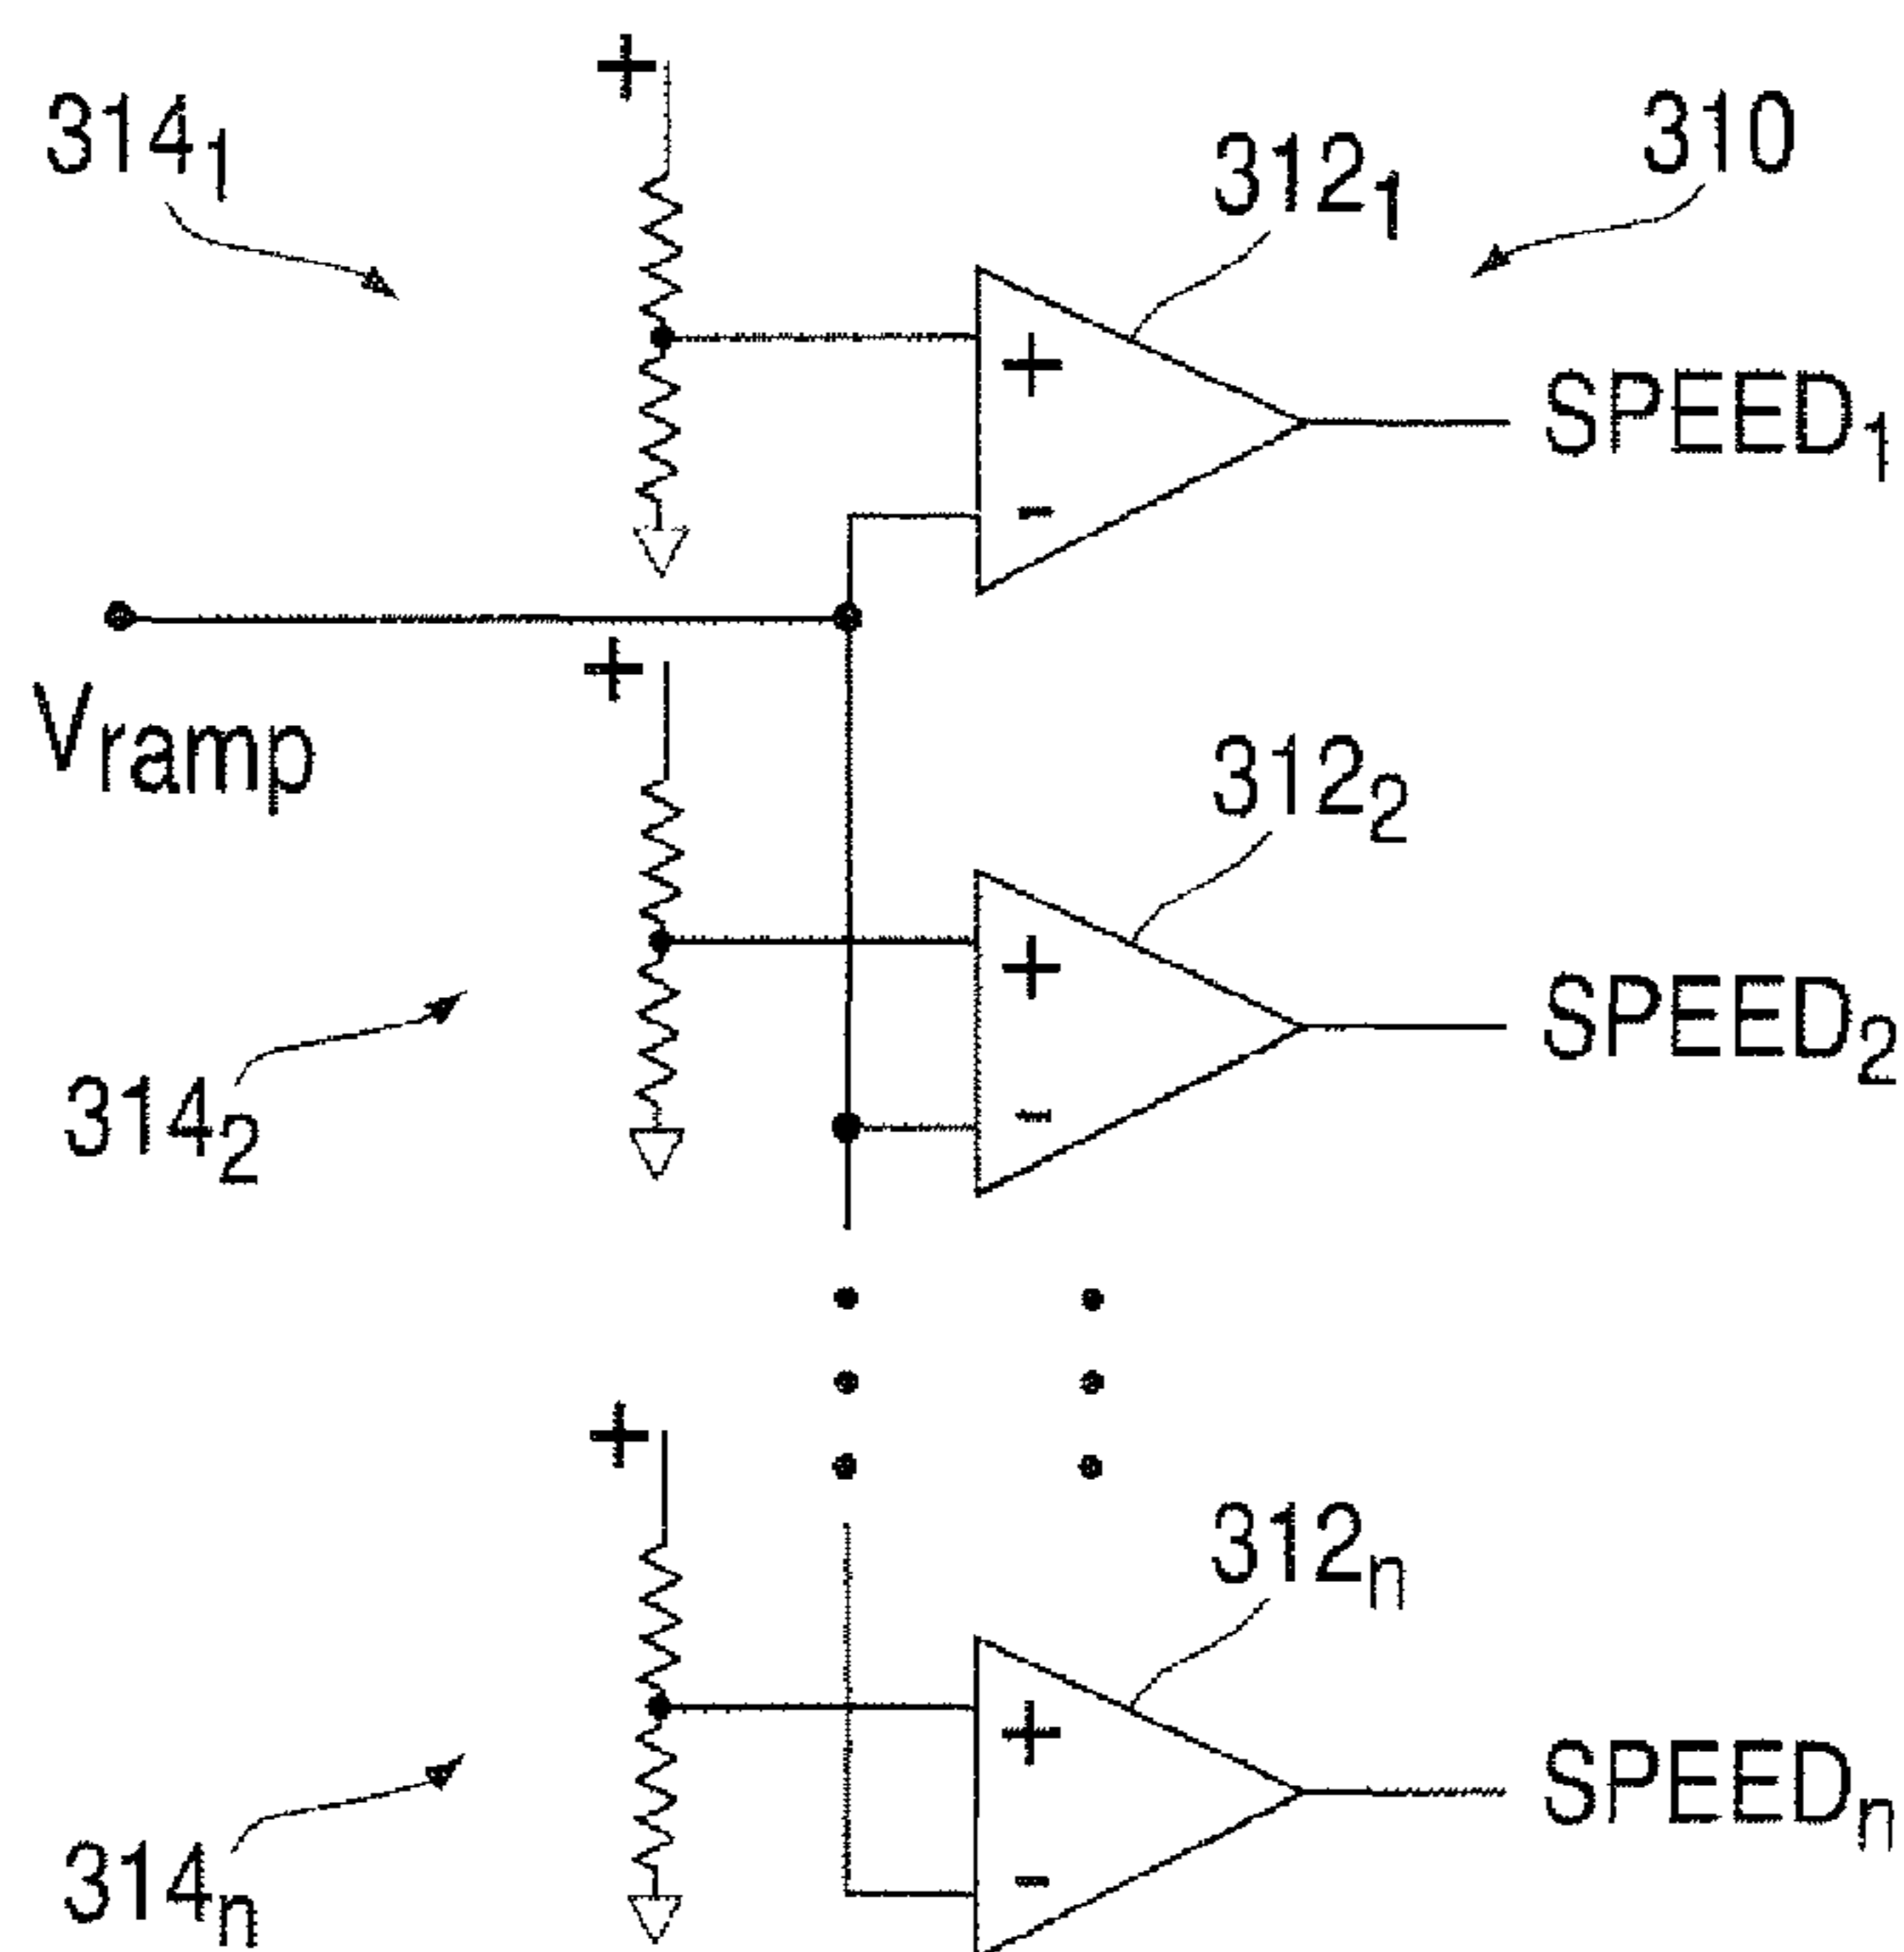 +
314₁
312₁
310
+
SPEED₁
-
+
Vramp
312₂
+
SPEED₂
-
314₂
+
312ₙ
+
SPEEDₙ
-
314ₙ